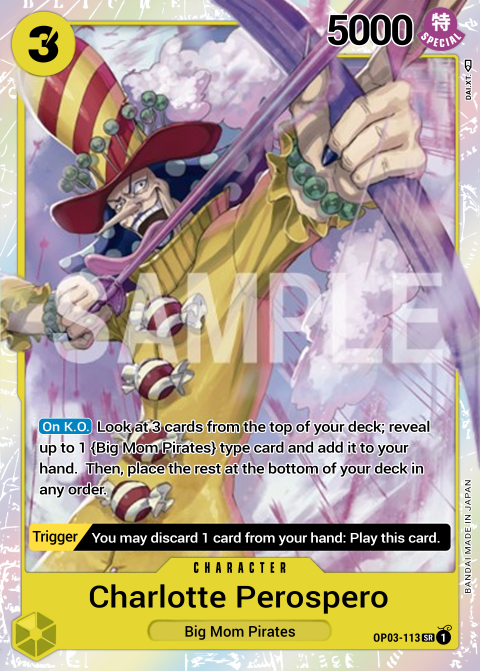 3
5000
特
SPECIAL
DAI.XT.
SAMPLE
On K.O. Look at 3 cards from the top of your deck; reveal
up to 1 {Big Mom Pirates} type card and add it to your
hand. Then, place the rest at the bottom of your deck in
any order.
Trigger You may discard 1 card from your hand: Play this card.
CHARACTER
Charlotte Perospero
Big Mom Pirates
OP03-113 SR 1
BANDAI MADE IN JAPAN